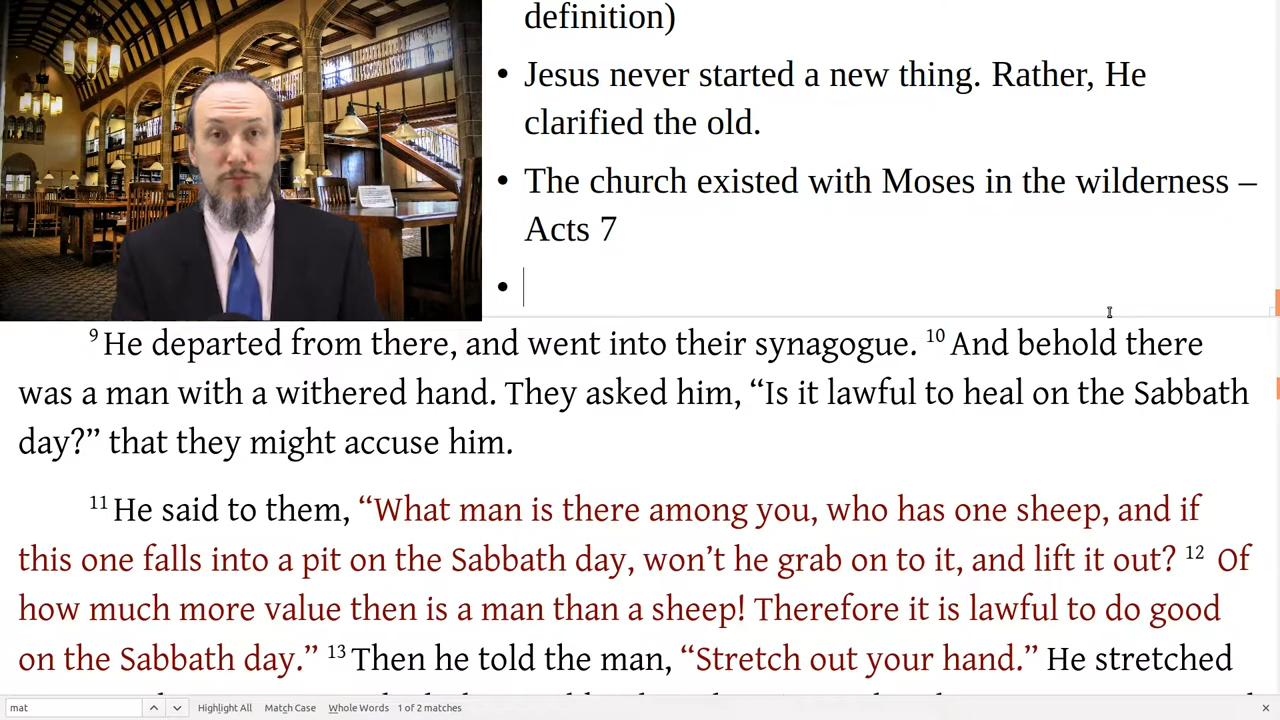 definition)
• Jesus never started a new thing. Rather, He
clarified the old.
• The church existed with Moses in the wilderness –
Acts 7
•
9 He departed from there, and went into their synagogue. 10 And behold there
was a man with a withered hand. They asked him, “Is it lawful to heal on the Sabbath
day?” that they might accuse him.
11 He said to them, “What man is there among you, who has one sheep, and if
this one falls into a pit on the Sabbath day, won’t he grab on to it, and lift it out? 12 Of
how much more value then is a man than a sheep! Therefore it is lawful to do good
on the Sabbath day.” 13 Then he told the man, “Stretch out your hand.” He stretched
mat Highlight All Match Case Whole Words 1 of 2 matches